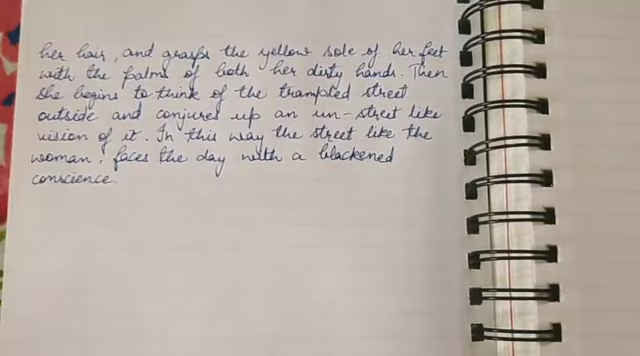 her hair, and grasps the yellow sole of her feet
with the palms of both her dirty hands. Then
she begins to think of the trampled street
outside and conjures up an un-street like
vision of it. In this way the street like the
woman, faces the day with a blackened
conscience.